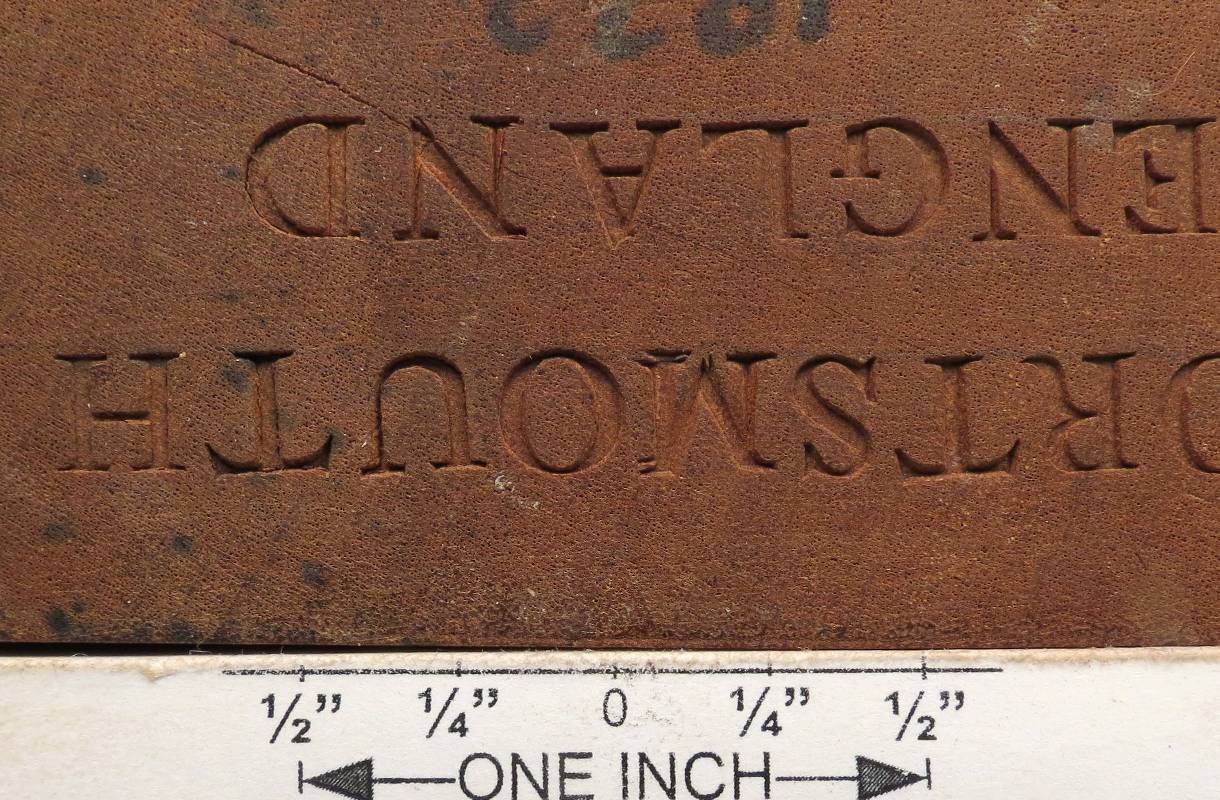 ORTSMOUTH
ENGLAND
1/2” 1/4” 0 1/4” 1/2”
ONE INCH